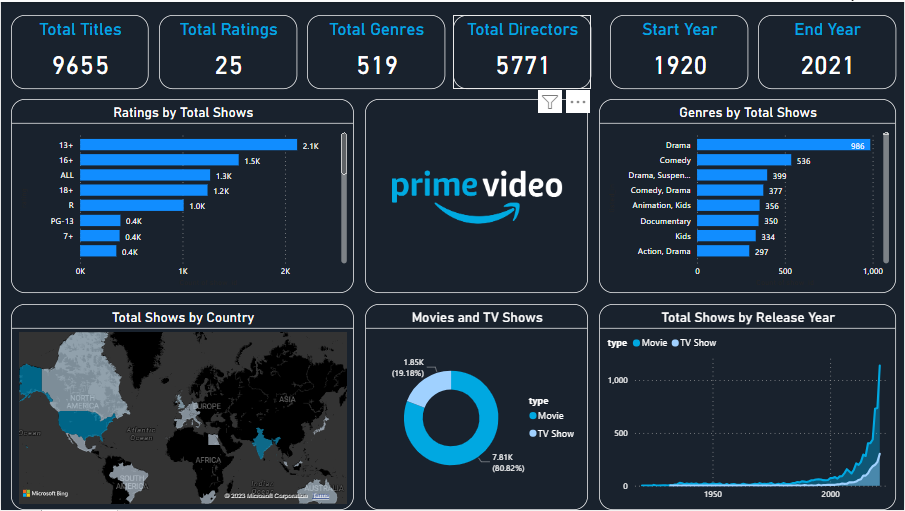 Total Titles
9655
Total Ratings
25
Total Genres
519
Total Directors
5771
Start Year
1920
End Year
2021
Ratings by Total Shows
13+ 2.1K
16+ 1.5K
ALL 1.3K
18+ 1.2K
R 1.0K
PG-13 0.4K
7+ 0.4K
0.4K
0K 1K 2K
prime video
Genres by Total Shows
Drama 986
Comedy 536
Drama, Suspen... 399
Comedy, Drama 377
Animation, Kids 356
Documentary 350
Kids 334
Action, Drama 297
0 500 1,000
Total Shows by Country
NORTH
AMERICA
EUROPE
ASIA
Atlantic
Ocean
Ocean
AFRICA
SOUTH
AMERICA
Microsoft Bing
© 2023 Microsoft Corporation Terms
Movies and TV Shows
1.85K
(19.18%)
7.81K
(80.82%)
type
Movie
TV Show
Total Shows by Release Year
type Movie TV Show
1,000
500
0
1950 2000